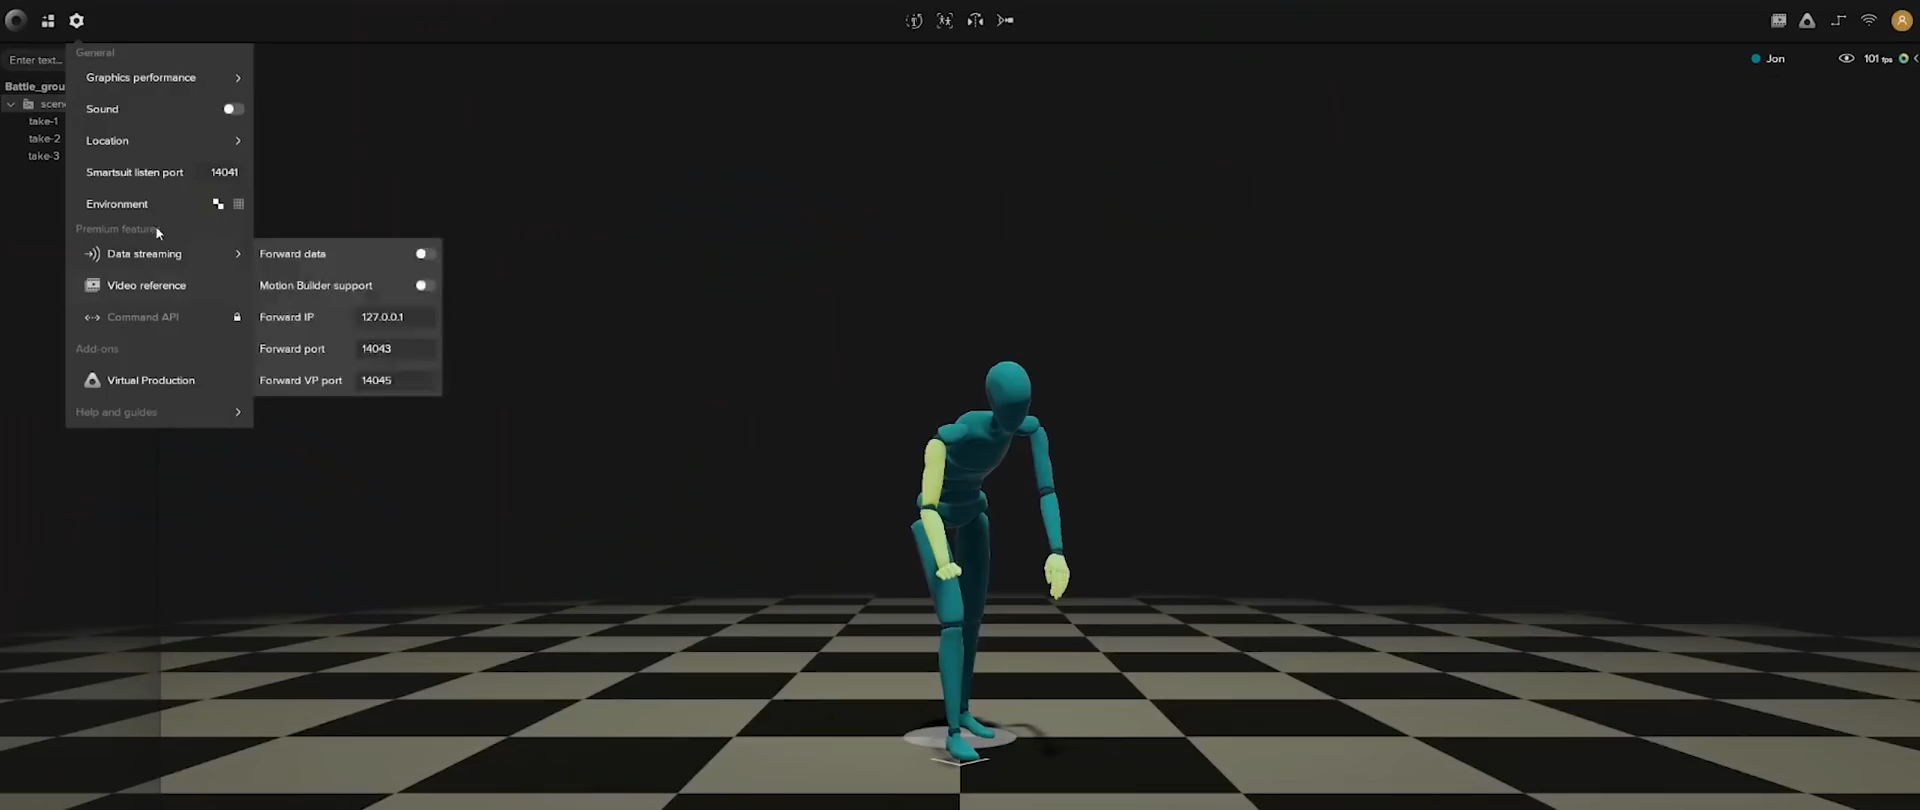 Enter text...
Jon
101 fps
Battle_grou
scen
take-1
take-2
take-3
General
Graphics performance
Sound
Location
Smartsuit listen port 14041
Environment
Premium feature
Data streaming
Video reference
Command API
Add-ons
Virtual Production
Help and guides
Forward data
Motion Builder support
Forward IP 127.0.0.1
Forward port 14043
Forward VP port 14045